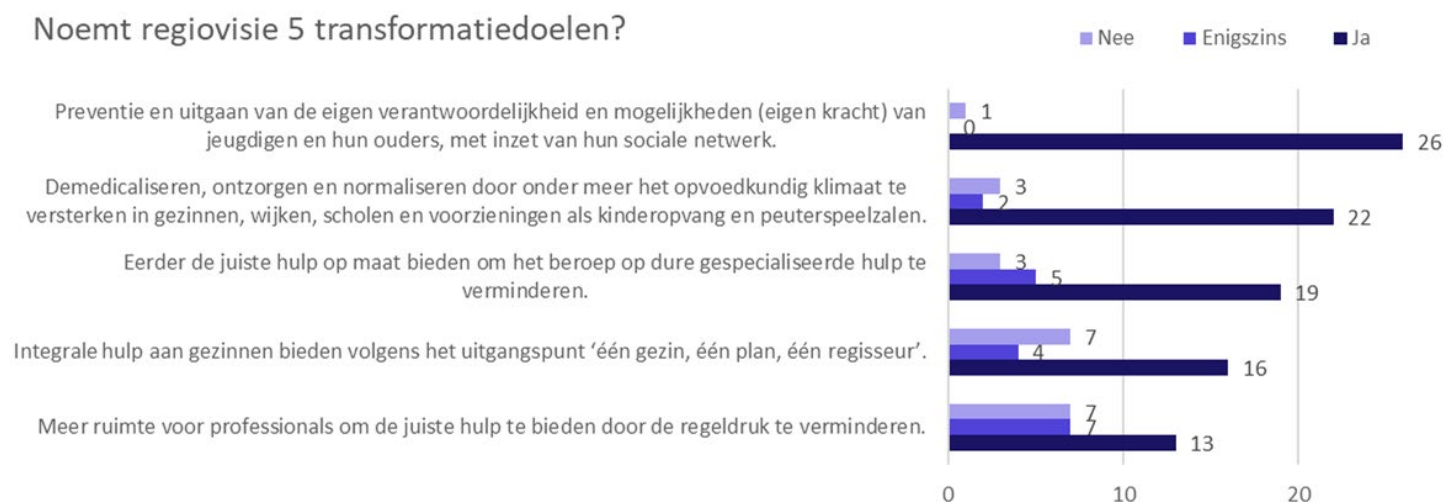 Noemt regiovisie 5 transformatiedoelen?
Nee Enigszins Ja
Preventie en uitgaan van de eigen verantwoordelijkheid en mogelijkheden (eigen kracht) van
jeugdigen en hun ouders, met inzet van hun sociale netwerk.
1
0
26
Demedicaliseren, ontzorgen en normaliseren door onder meer het opvoedkundig klimaat te
versterken in gezinnen, wijken, scholen en voorzieningen als kinderopvang en peuterspeelzalen.
3
2
22
Eerder de juiste hulp op maat bieden om het beroep op dure gespecialiseerde hulp te
verminderen.
3
5
19
Integrale hulp aan gezinnen bieden volgens het uitgangspunt ‘één gezin, één plan, één regisseur’.
7
4
16
Meer ruimte voor professionals om de juiste hulp te bieden door de regeldruk te verminderen.
7
7
13
0 10 20